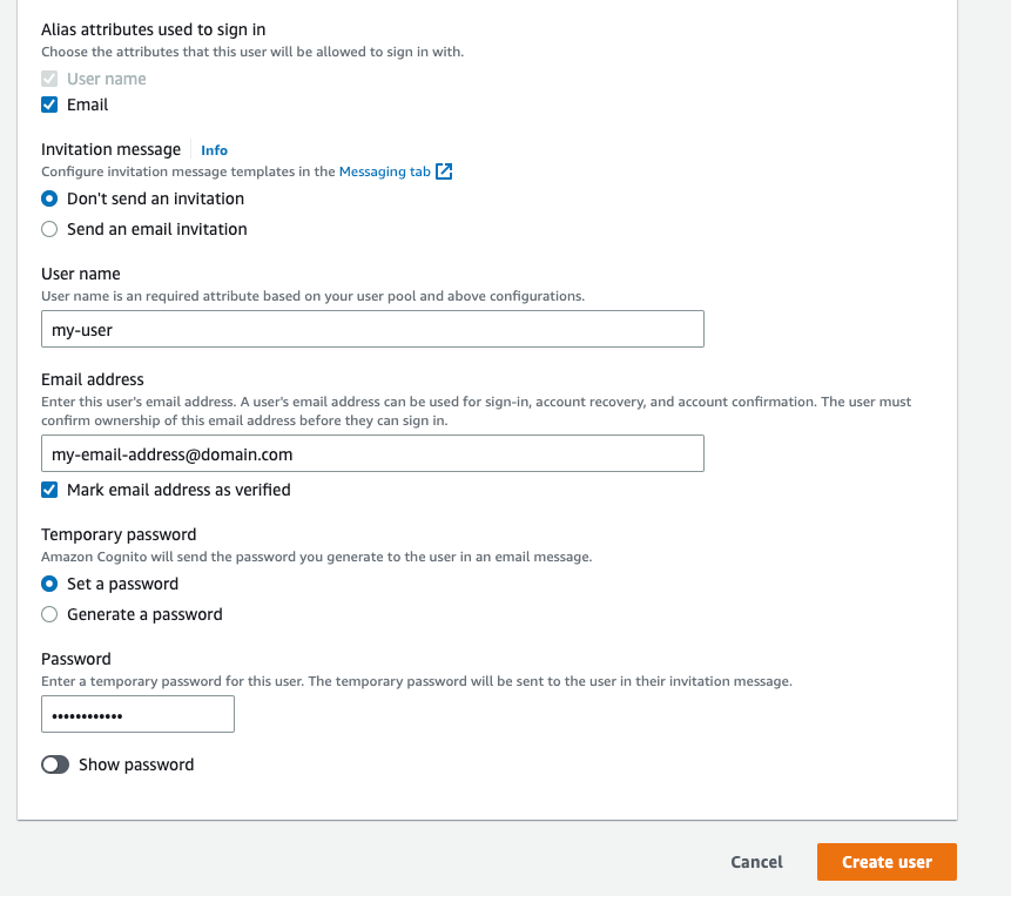 Alias attributes used to sign in
Choose the attributes that this user will be allowed to sign in with.
User name
Email
Invitation message Info
Configure invitation message templates in the Messaging tab
Don't send an invitation
Send an email invitation
User name
User name is an required attribute based on your user pool and above configurations.
my-user
Email address
Enter this user's email address. A user's email address can be used for sign-in, account recovery, and account confirmation. The user must
confirm ownership of this email address before they can sign in.
my-email-address@domain.com
Mark email address as verified
Temporary password
Amazon Cognito will send the password you generate to the user in an email message.
Set a password
Generate a password
Password
Enter a temporary password for this user. The temporary password will be sent to the user in their invitation message.
••••••••••••
Show password
Cancel Create user